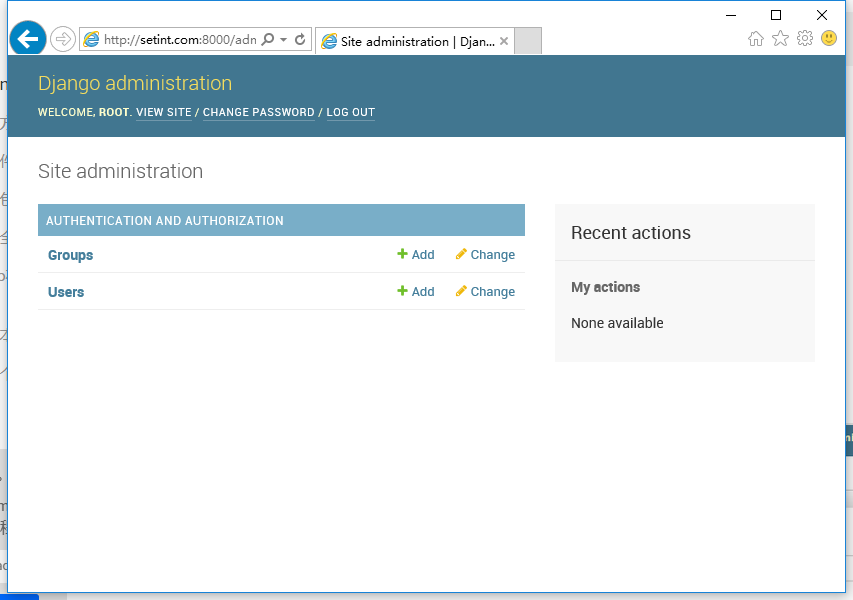 http://setint.com:8000/adn
Site administration | Djan...
Django administration
WELCOME, ROOT. VIEW SITE / CHANGE PASSWORD / LOG OUT
Site administration
AUTHENTICATION AND AUTHORIZATION
Groups Add Change
Users Add Change
Recent actions
My actions
None available